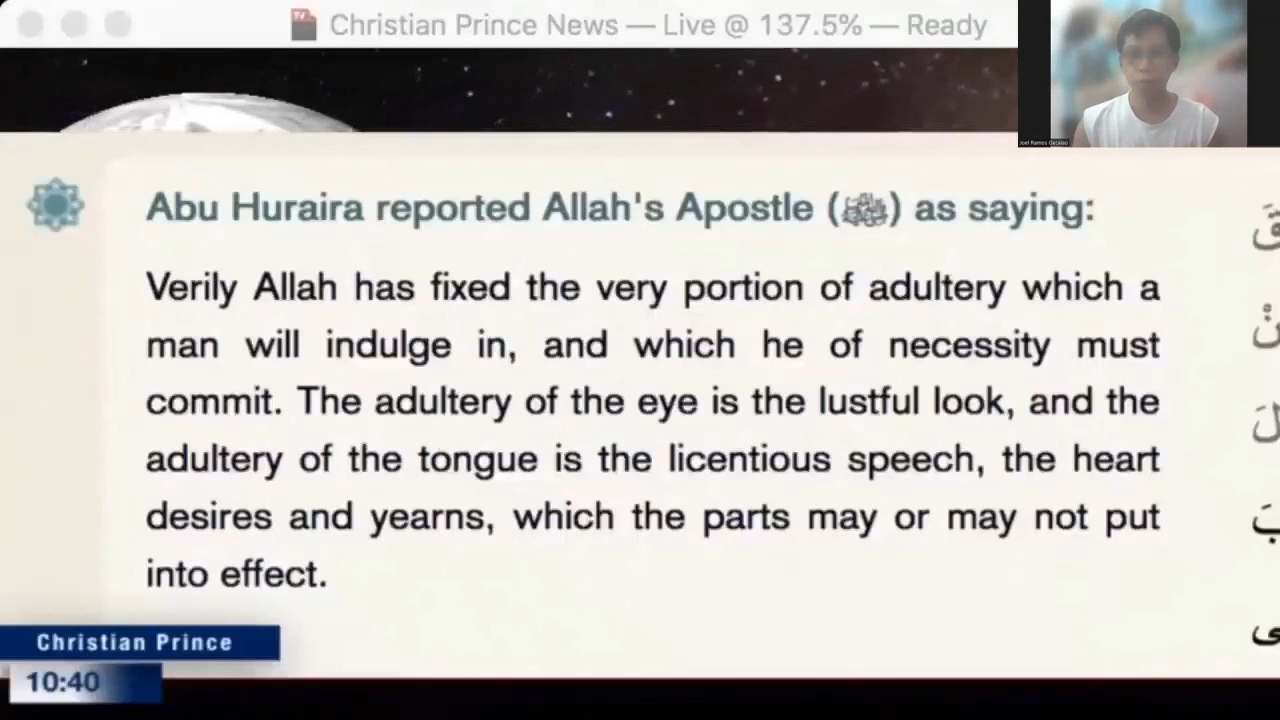 Christian Prince News — Live @ 137.5% — Ready
Abu Huraira reported Allah's Apostle (ﷺ) as saying:
Verily Allah has fixed the very portion of adultery which a
man will indulge in, and which he of necessity must
commit. The adultery of the eye is the lustful look, and the
adultery of the tongue is the licentious speech, the heart
desires and yearns, which the parts may or may not put
into effect.
Christian Prince
10:40